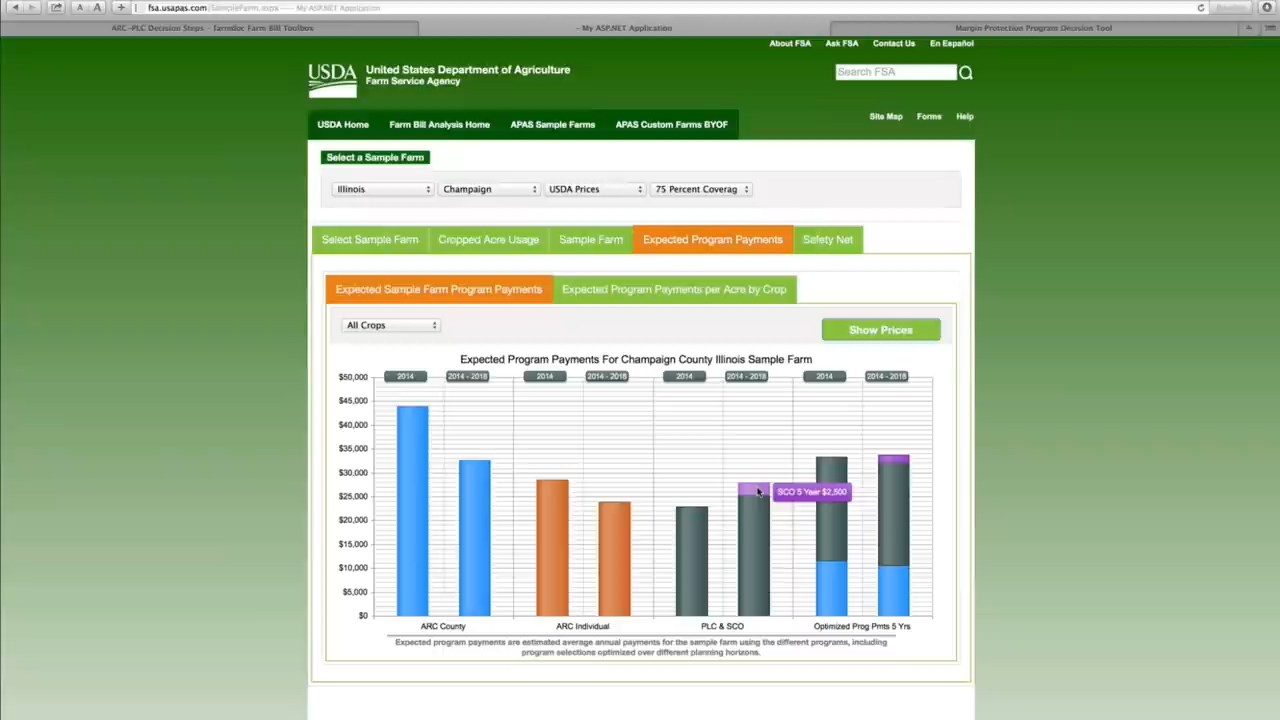 fsa.usapas.com/SampleFarm.aspx — My ASP.NET Application
ARC-PLC Decision Steps - farmdoc Farm Bill Toolbox
- My ASP.NET Application
Margin Protection Program Decision Tool
About FSA Ask FSA Contact Us En Español
USDA
United States Department of Agriculture
Farm Service Agency
Search FSA
USDA Home Farm Bill Analysis Home APAS Sample Farms APAS Custom Farms BYOF
Site Map Forms Help
Select a Sample Farm
Illinois Champaign USDA Prices 75 Percent Coverag
Select Sample Farm Cropped Acre Usage Sample Farm Expected Program Payments Safety Net
Expected Sample Farm Program Payments Expected Program Payments per Acre by Crop
All Crops
Show Prices
Expected Program Payments For Champaign County Illinois Sample Farm
$50,000 2014 2014 - 2018 2014 2014 - 2018 2014 2014 - 2018 2014 2014 - 2018
$45,000
$40,000
$35,000
$30,000
$25,000
SCO 5 Year $2,500
$20,000
$15,000
$10,000
$5,000
$0
ARC County ARC Individual PLC & SCO Optimized Prog Pmts 5 Yrs
Expected program payments are estimated average annual payments for the sample farm using the different programs, including
program selections optimized over different planning horizons.